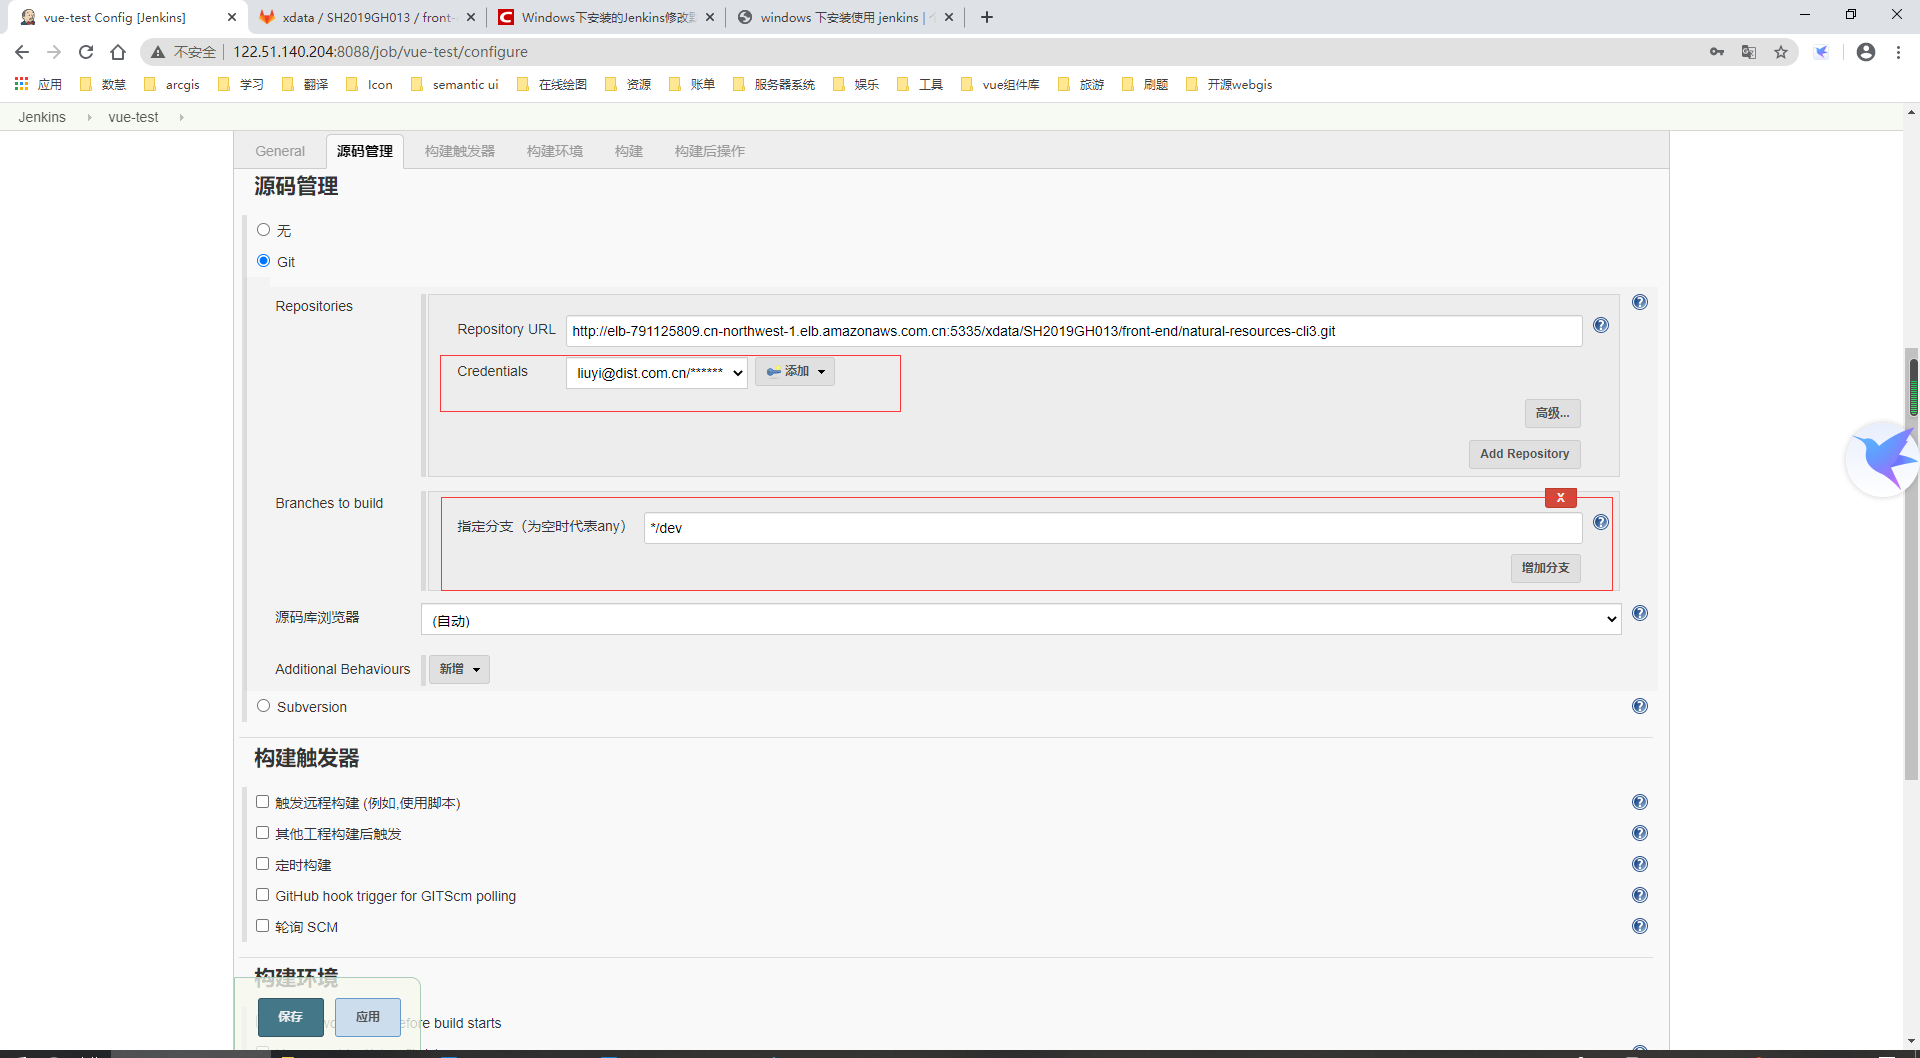 vue-test Config [Jenkins]
xdata / SH2019GH013 / front-
Windows下安装的Jenkins修改
windows 下安装使用 jenkins |
不安全
122.51.140.204:8088/job/vue-test/configure
应用
数慧
arcgis
学习
翻译
Icon
semantic ui
在线绘图
资源
账单
服务器系统
娱乐
工具
vue组件库
旅游
刷题
开源webgis
Jenkins
vue-test
General
源码管理
构建触发器
构建环境
构建
构建后操作
源码管理
无
Git
Repositories
Repository URL
http://elb-791125809.cn-northwest-1.elb.amazonaws.com.cn:5335/xdata/SH2019GH013/front-end/natural-resources-cli3.git
Credentials
liuyi@dist.com.cn/******
添加
高级...
Add Repository
Branches to build
X
指定分支（为空时代表any）
*/dev
增加分支
源码库浏览器
(自动)
Additional Behaviours
新增
Subversion
构建触发器
触发远程构建 (例如,使用脚本)
其他工程构建后触发
定时构建
GitHub hook trigger for GITScm polling
轮询 SCM
构建环境
保存
应用
before build starts